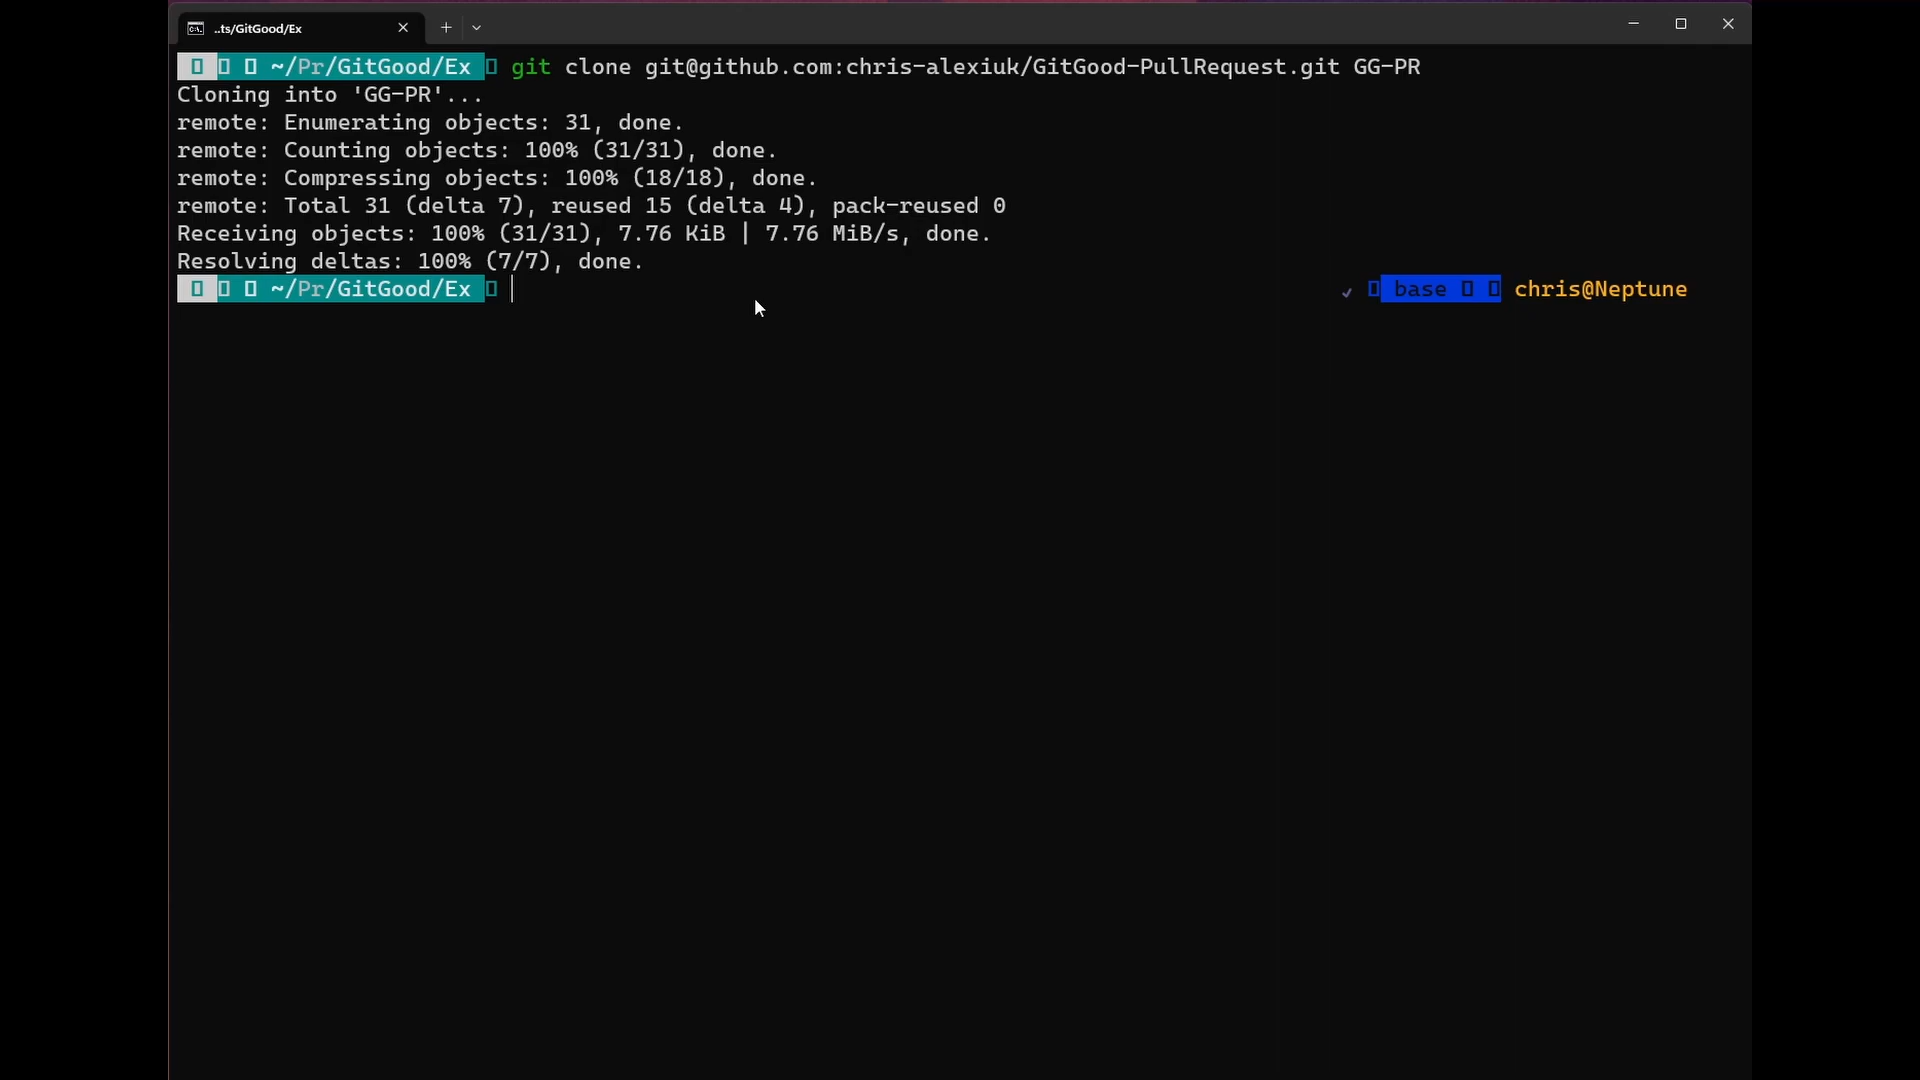 ..ts/GitGood/Ex
~/Pr/GitGood/Ex git clone git@github.com:chris-alexiuk/GitGood-PullRequest.git GG-PR
Cloning into 'GG-PR'...
remote: Enumerating objects: 31, done.
remote: Counting objects: 100% (31/31), done.
remote: Compressing objects: 100% (18/18), done.
remote: Total 31 (delta 7), reused 15 (delta 4), pack-reused 0
Receiving objects: 100% (31/31), 7.76 KiB | 7.76 MiB/s, done.
Resolving deltas: 100% (7/7), done.
~/Pr/GitGood/Ex ✓ base chris@Neptune